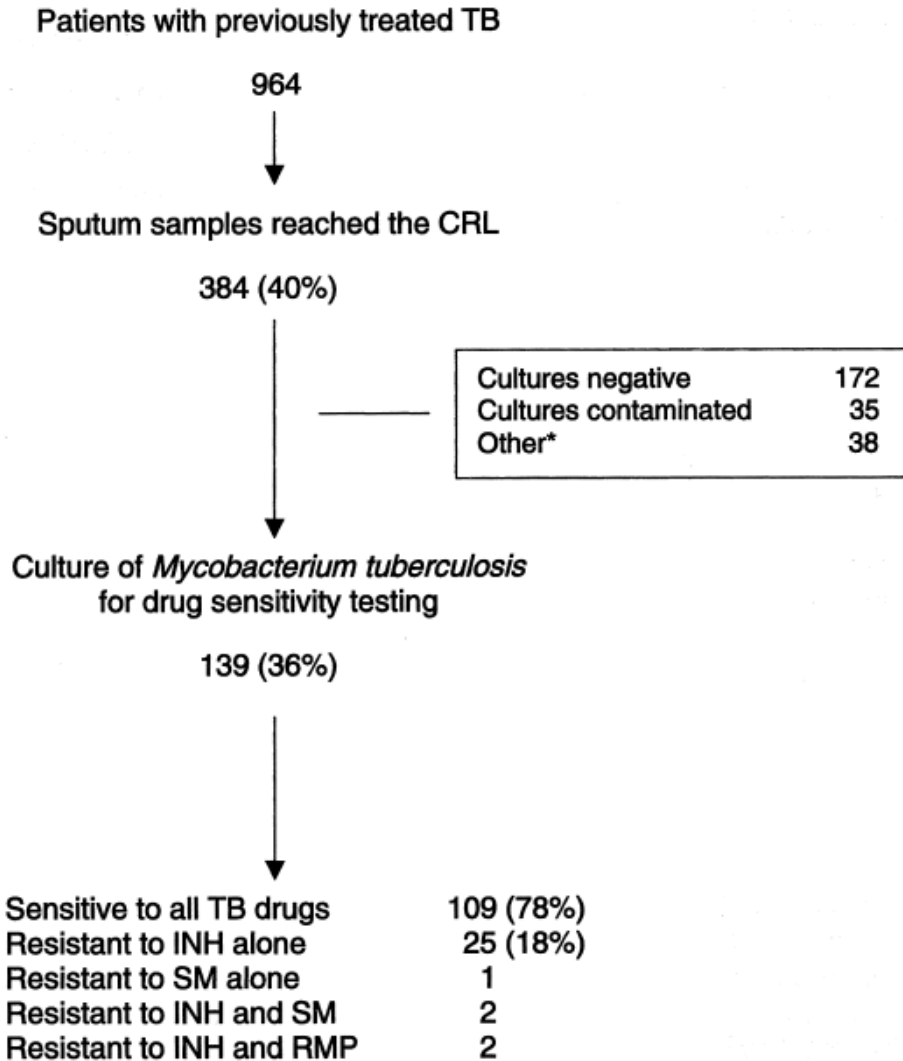 Patients with previously treated TB
964
Sputum samples reached the CRL
384 (40%)
Cultures negative 172
Cultures contaminated 35
Other* 38
Culture of Mycobacterium tuberculosis
for drug sensitivity testing
139 (36%)
Sensitive to all TB drugs 109 (78%)
Resistant to INH alone 25 (18%)
Resistant to SM alone 1
Resistant to INH and SM 2
Resistant to INH and RMP 2